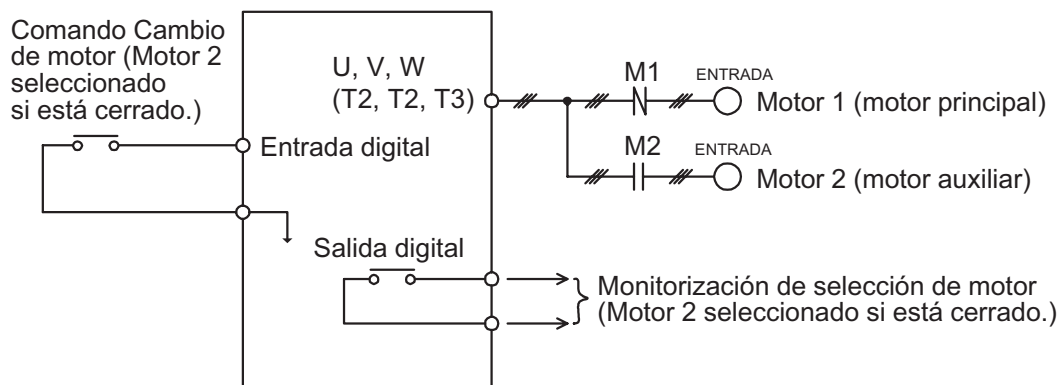 Comando Cambio
de motor (Motor 2
seleccionado
si está cerrado.)
U, V, W
(T2, T2, T3)
Entrada digital
Salida digital
M1
ENTRADA
Motor 1 (motor principal)
M2
ENTRADA
Motor 2 (motor auxiliar)
Monitorización de selección de motor
(Motor 2 seleccionado si está cerrado.)